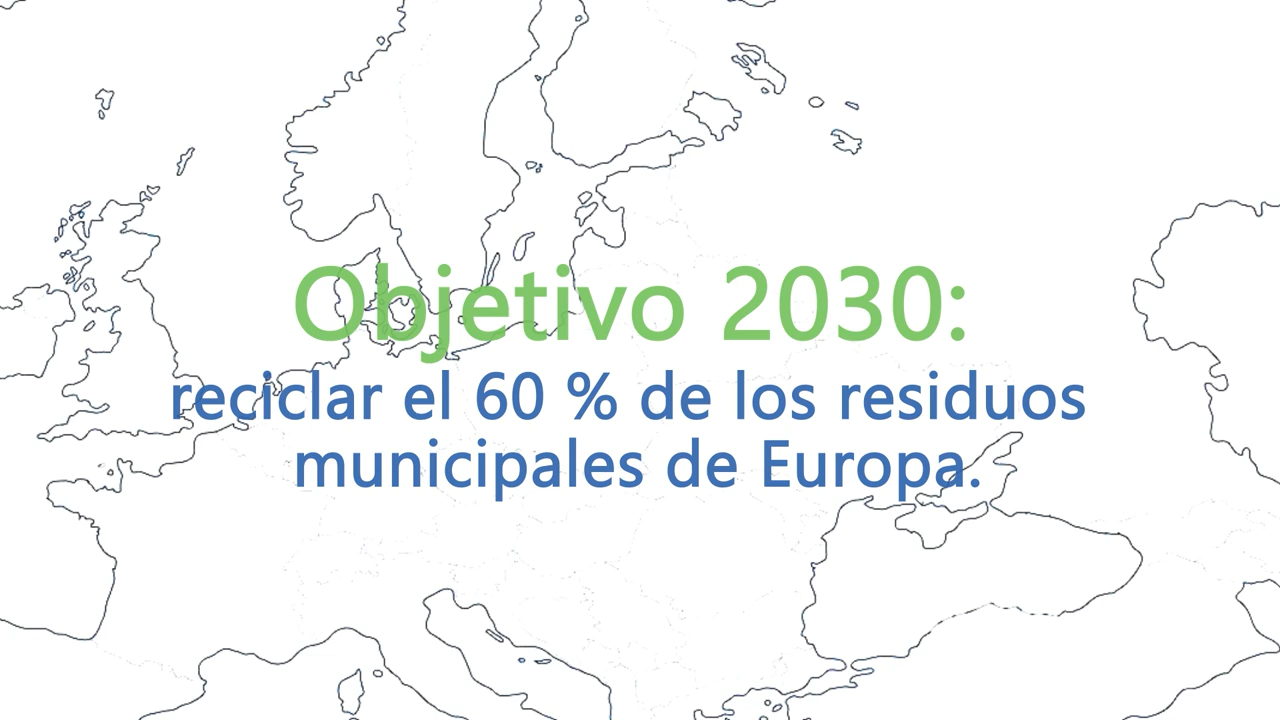 Objetivo 2030:
reciclar el 60 % de los residuos
municipales de Europa.